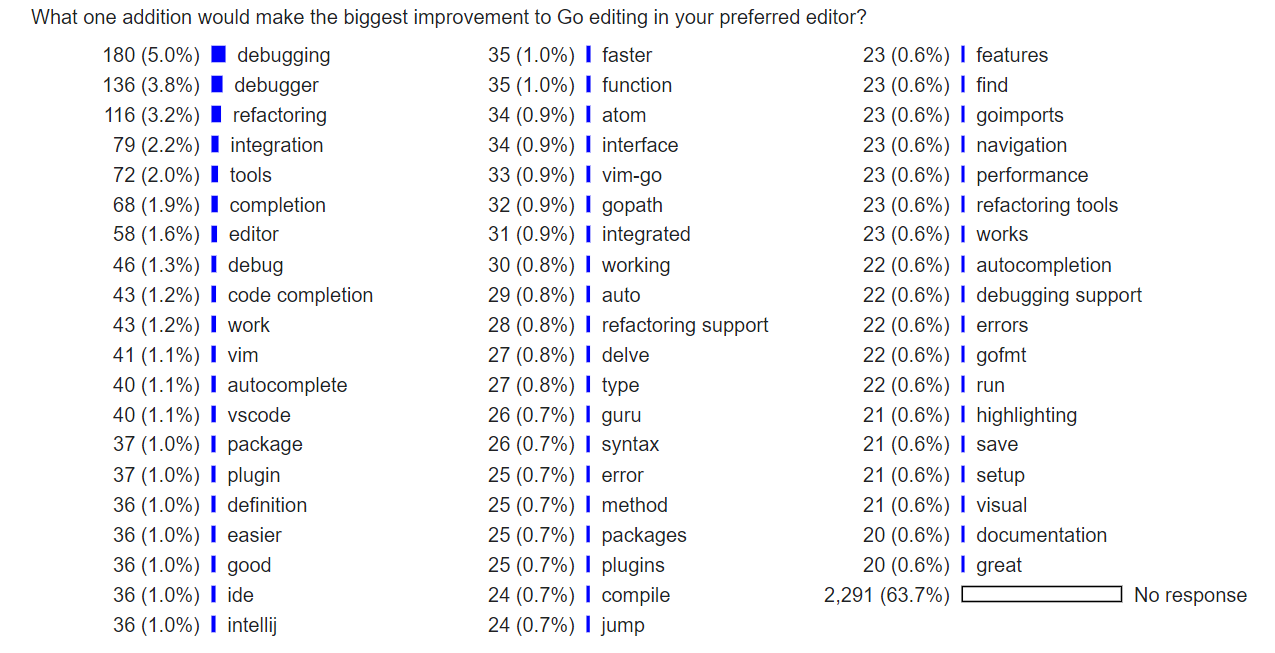 What one addition would make the biggest improvement to Go editing in your preferred editor?
180 (5.0%) debugging
136 (3.8%) debugger
116 (3.2%) refactoring
79 (2.2%) integration
72 (2.0%) tools
68 (1.9%) completion
58 (1.6%) editor
46 (1.3%) debug
43 (1.2%) code completion
43 (1.2%) work
41 (1.1%) vim
40 (1.1%) autocomplete
40 (1.1%) vscode
37 (1.0%) package
37 (1.0%) plugin
36 (1.0%) definition
36 (1.0%) easier
36 (1.0%) good
36 (1.0%) ide
36 (1.0%) intellij
35 (1.0%) faster
35 (1.0%) function
34 (0.9%) atom
34 (0.9%) interface
33 (0.9%) vim-go
32 (0.9%) gopath
31 (0.9%) integrated
30 (0.8%) working
29 (0.8%) auto
28 (0.8%) refactoring support
27 (0.8%) delve
27 (0.8%) type
26 (0.7%) guru
26 (0.7%) syntax
25 (0.7%) error
25 (0.7%) method
25 (0.7%) packages
25 (0.7%) plugins
24 (0.7%) compile
24 (0.7%) jump
23 (0.6%) features
23 (0.6%) find
23 (0.6%) goimports
23 (0.6%) navigation
23 (0.6%) performance
23 (0.6%) refactoring tools
23 (0.6%) works
22 (0.6%) autocompletion
22 (0.6%) debugging support
22 (0.6%) errors
22 (0.6%) gofmt
22 (0.6%) run
21 (0.6%) highlighting
21 (0.6%) save
21 (0.6%) setup
21 (0.6%) visual
20 (0.6%) documentation
20 (0.6%) great
2,291 (63.7%) No response